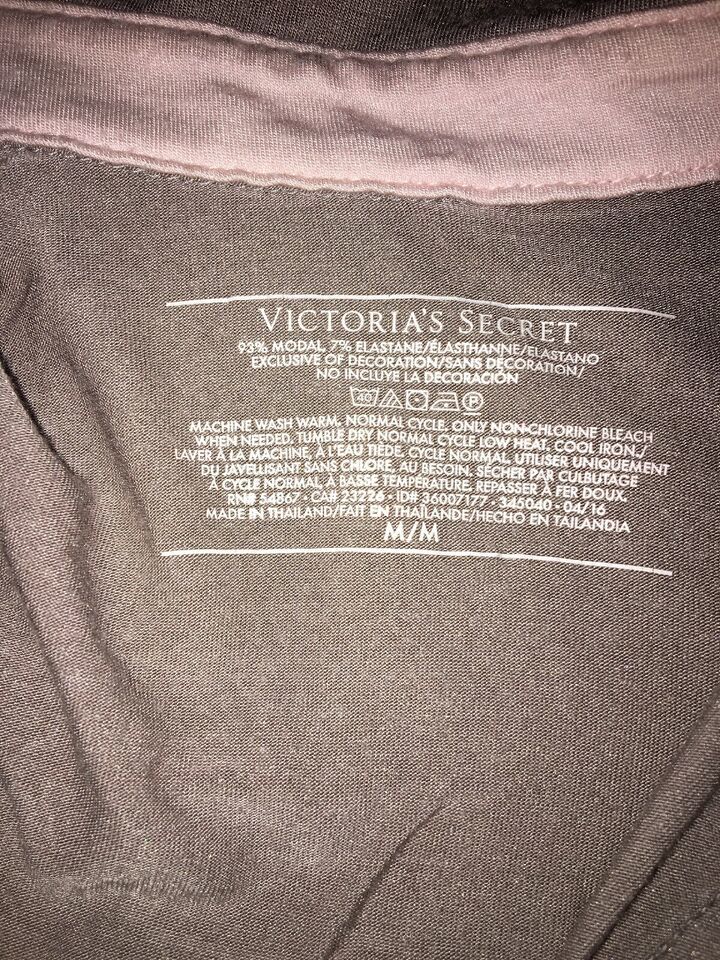 VICTORIA'S SECRET
93% MODAL, 7% ELASTANE/ÉLASTHANNE/ELASTANO
EXCLUSIVE OF DECORATION/SANS DÉCORATION/
NO INCLUYE LA DECORACIÓN
40 P
MACHINE WASH WARM, NORMAL CYCLE. ONLY NON-CHLORINE BLEACH
WHEN NEEDED. TUMBLE DRY NORMAL CYCLE LOW HEAT. COOL IRON./
LAVER À LA MACHINE, À L'EAU TIÈDE. CYCLE NORMAL. UTILISER UNIQUEMENT
DU JAVELLISANT SANS CHLORE, AU BESOIN. SÉCHER PAR CULBUTAGE
À CYCLE NORMAL, À BASSE TEMPÉRATURE. REPASSER À FER DOUX.
RN# 54867 • CA# 23226 • ID# 36007177 • 345040 • 04/16
MADE IN THAILAND/FAIT EN THAÏLANDE/HECHO EN TAILANDIA
M/M